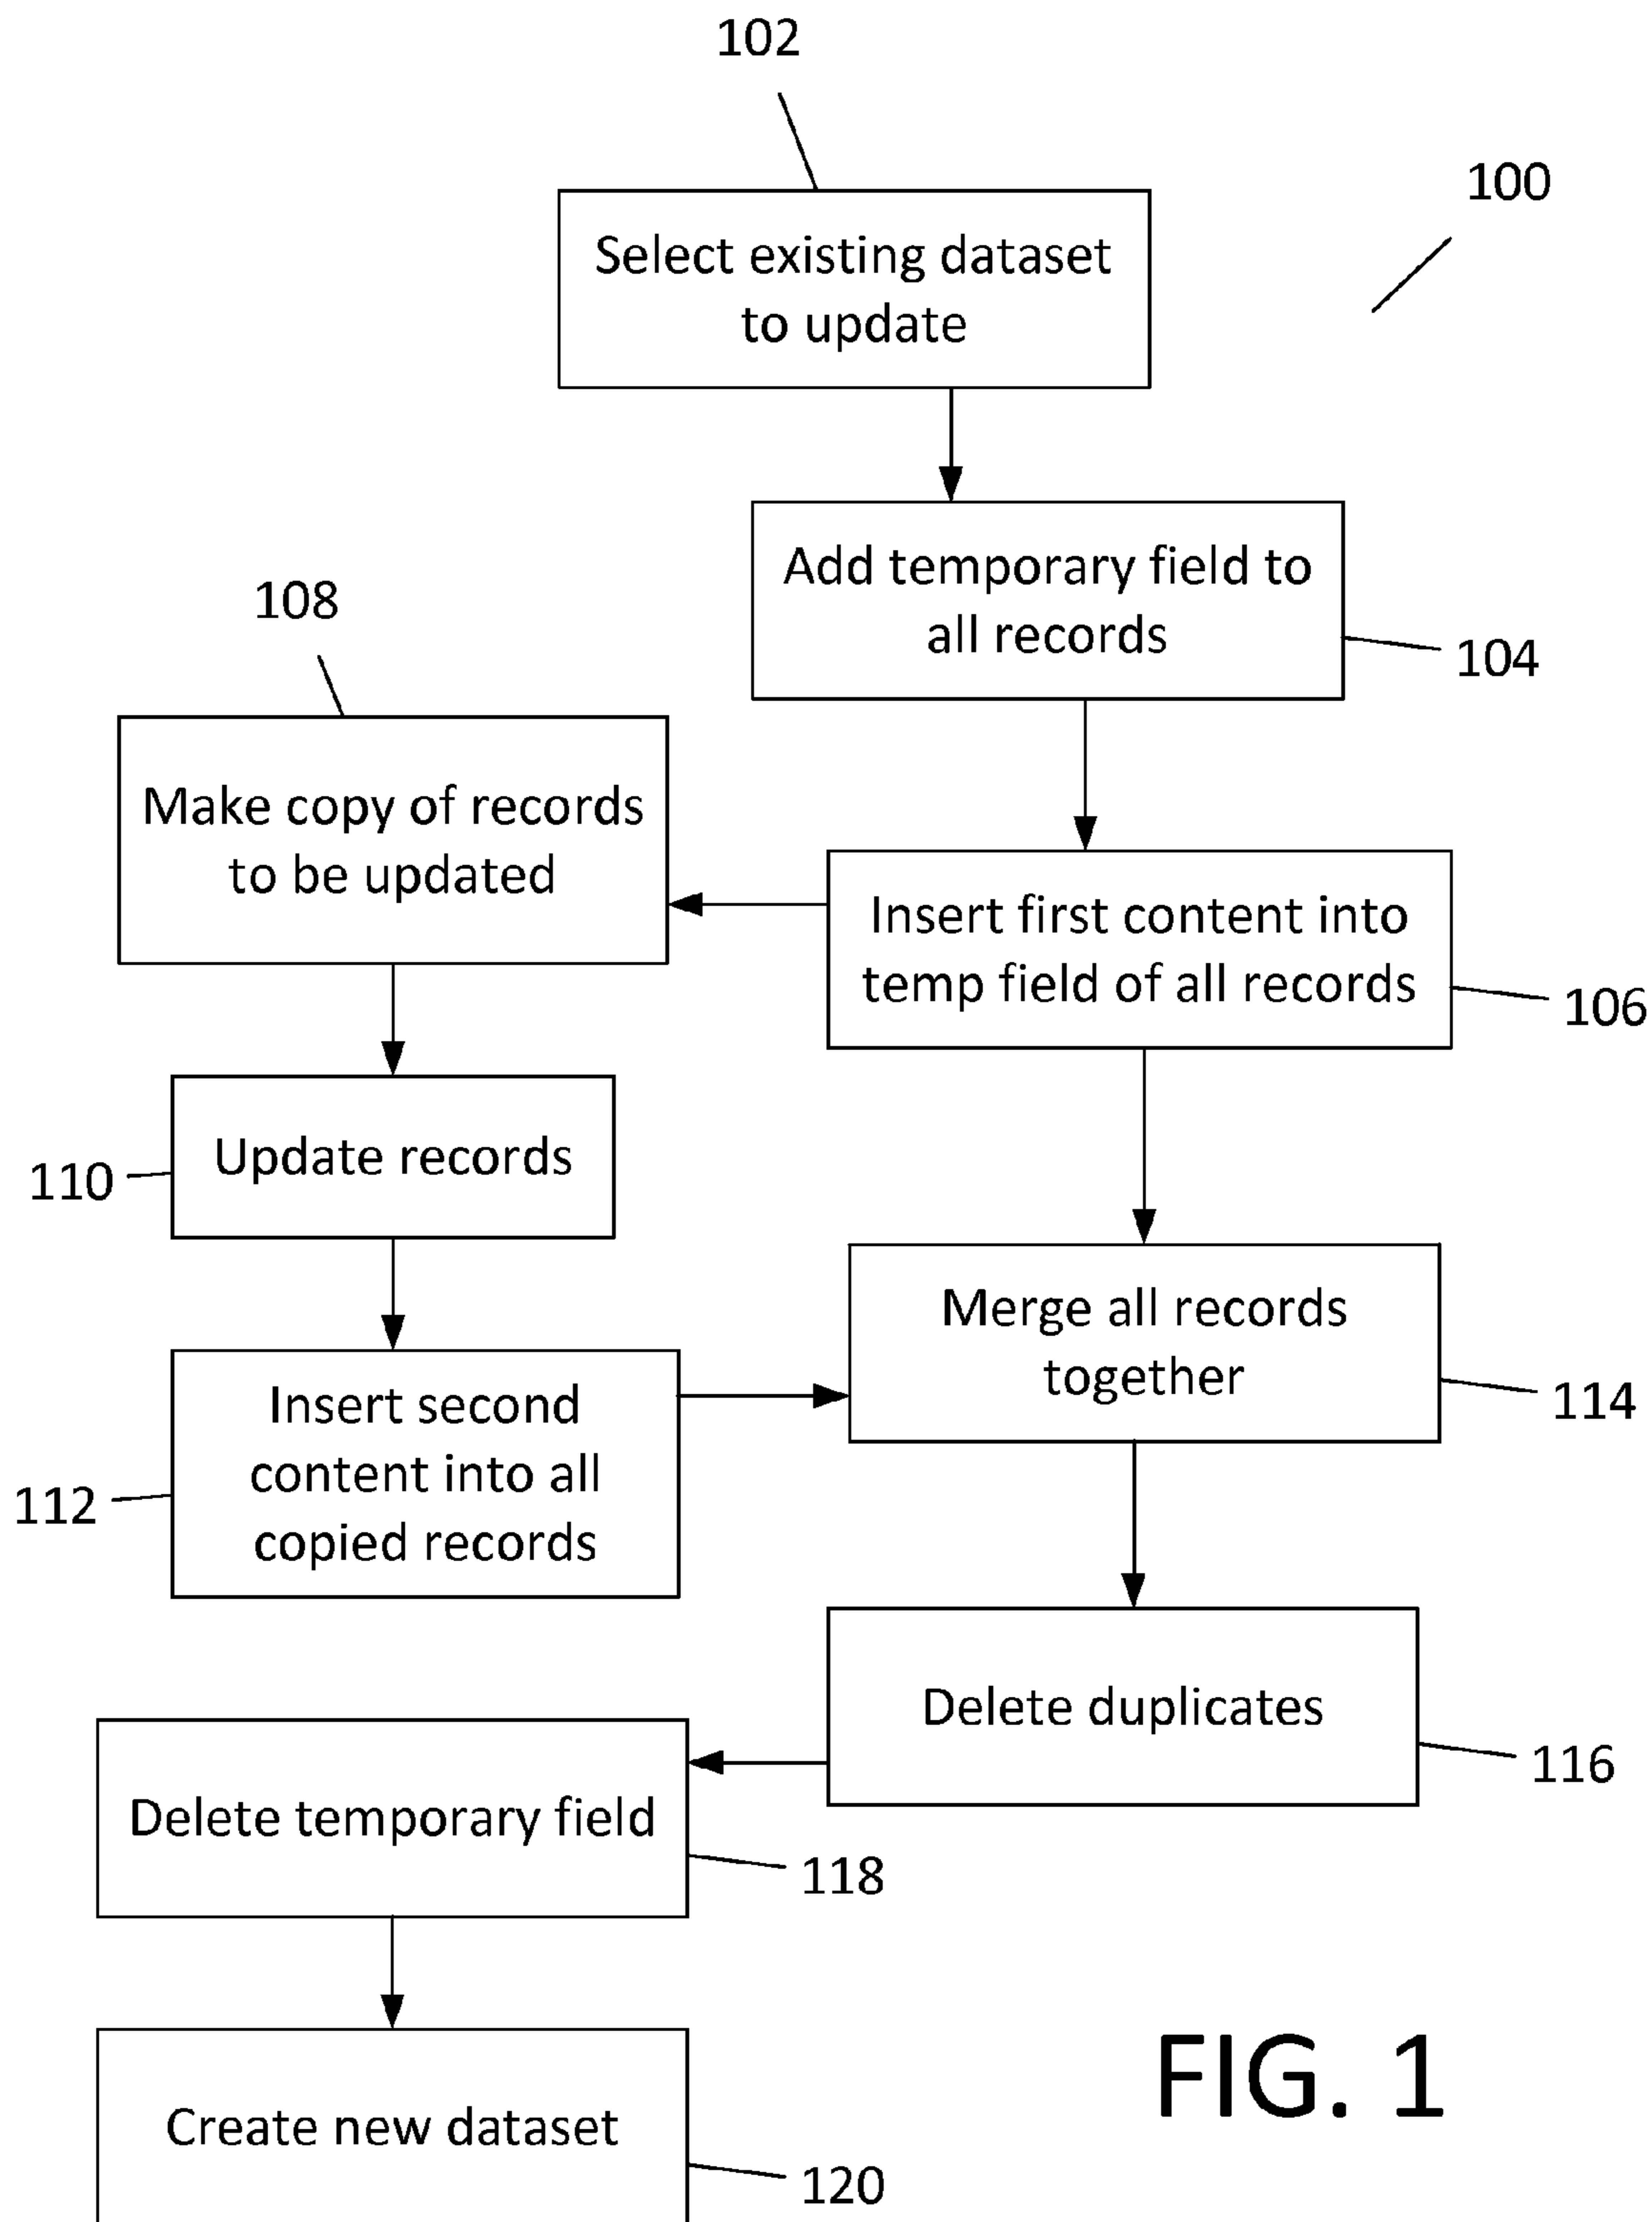 102
100
Select existing dataset
to update
Add temporary field to
all records
104
108
Make copy of records
to be updated
Insert first content into
temp field of all records
106
Update records
110
Merge all records
together
114
Insert second
content into all
copied records
112
Delete duplicates
116
Delete temporary field
118
Create new dataset
120
FIG. 1